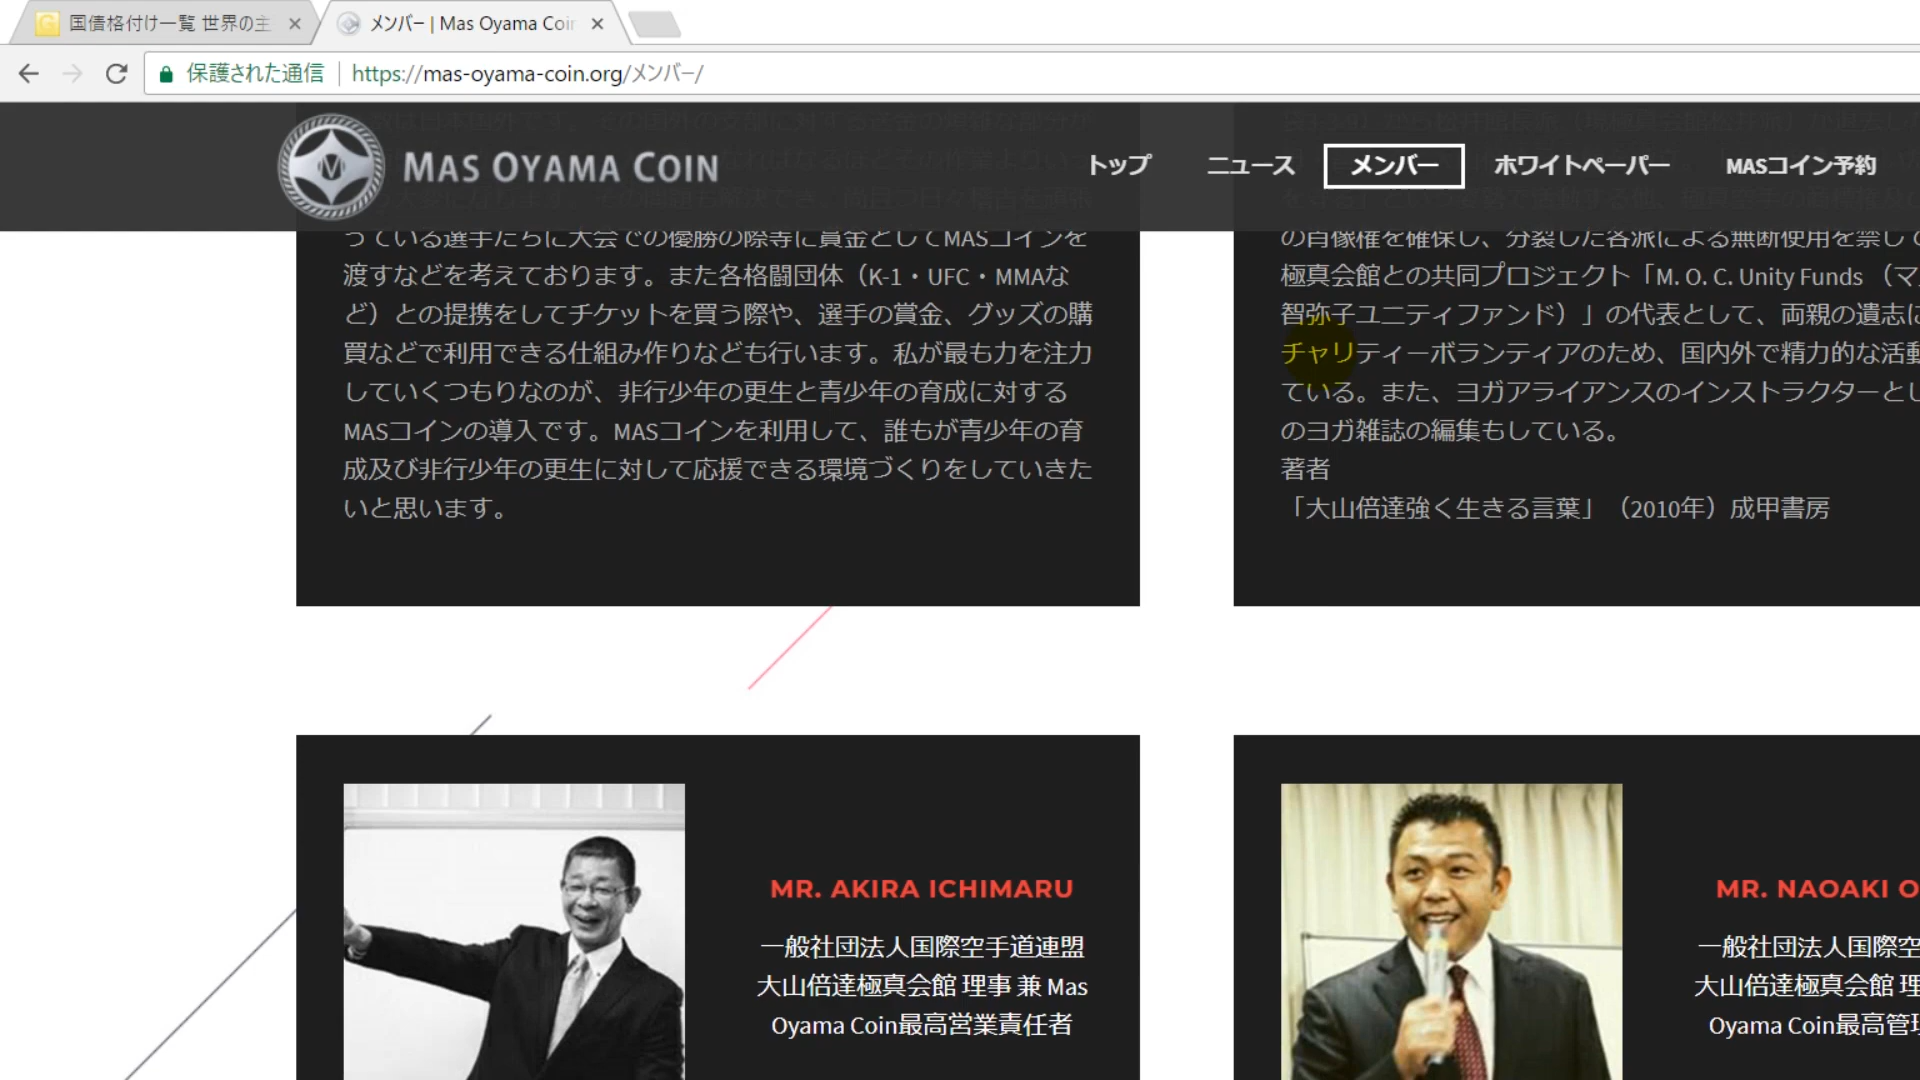 国債格付け一覧 世界の主
メンバー | Mas Oyama Coin
保護された通信
https://mas-oyama-coin.org/メンバー/
MAS OYAMA COIN
トップ
ニュース
メンバー
ホワイトペーパー
MASコイン予約
っている選手たちに大会での優勝の際等に賞金としてMASコインを
渡すなどを考えております。また各格闘団体（K-1・UFC・MMAな
ど）との提携をしてチケットを買う際や、選手の賞金、グッズの購
買などで利用できる仕組み作りなども行います。私が最も力を注力
していくつもりなのが、非行少年の更生と青少年の育成に対する
MASコインの導入です。MASコインを利用して、誰もが青少年の育
成及び非行少年の更生に対して応援できる環境づくりをしていきた
いと思います。
の肖像権を確保し、分裂した各派による無断使用を禁じて
極真会館との共同プロジェクト「M. O. C. Unity Funds （マ
智弥子ユニティファンド）」の代表として、両親の遺志に
チャリティーボランティアのため、国内外で精力的な活動
ている。また、ヨガアライアンスのインストラクターとし
のヨガ雑誌の編集もしている。
著者
「大山倍達強く生きる言葉」（2010年）成甲書房
MR. AKIRA ICHIMARU
一般社団法人国際空手道連盟
大山倍達極真会館 理事 兼 Mas
Oyama Coin最高営業責任者
MR. NAOAKI O
一般社団法人国際空
大山倍達極真会館 理
Oyama Coin最高管理